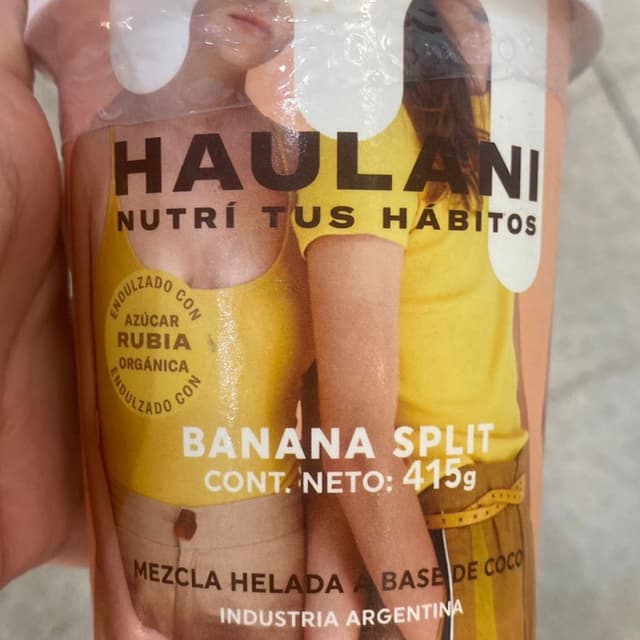 HAULANI
NUTRÍ TUS HÁBITOS
ENDULZADO CON
AZÚCAR
RUBIA
ORGÁNICA
ENDULZADO CON
BANANA SPLIT
CONT. NETO: 415g
MEZCLA HELADA A BASE DE COCO
INDUSTRIA ARGENTINA